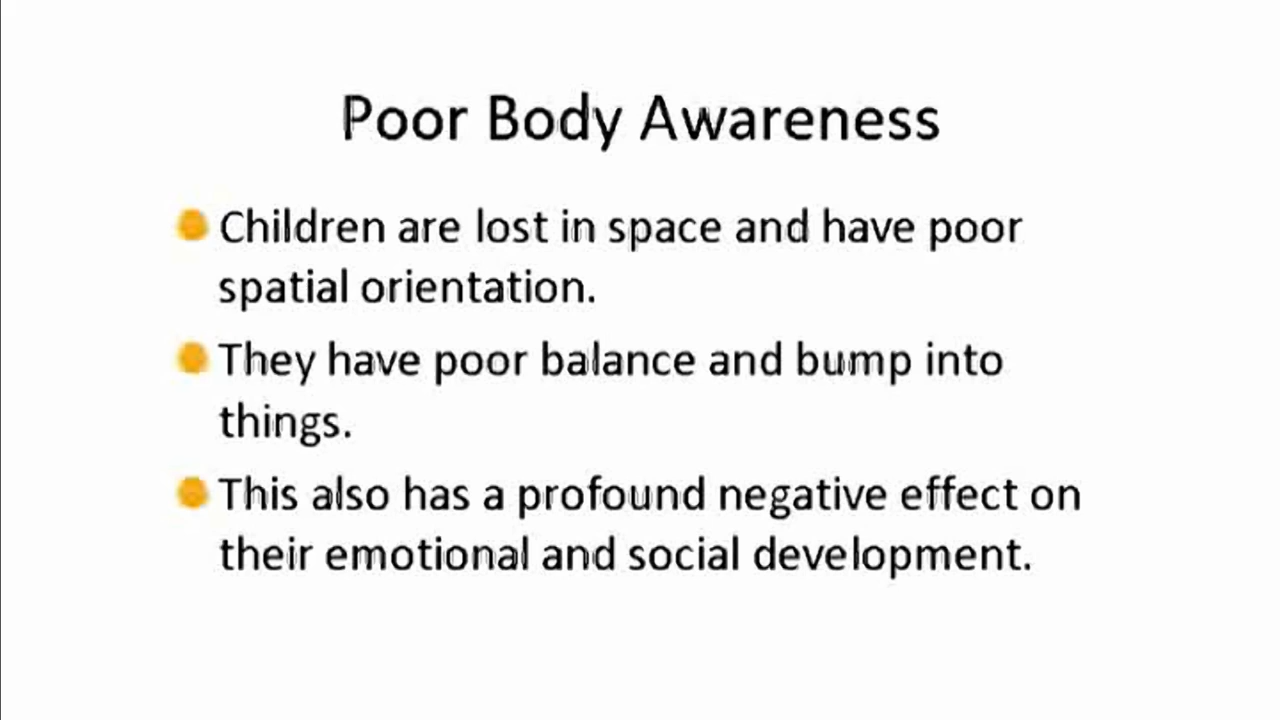 Poor Body Awareness
Children are lost in space and have poor
spatial orientation.
They have poor balance and bump into
things.
This also has a profound negative effect on
their emotional and social development.